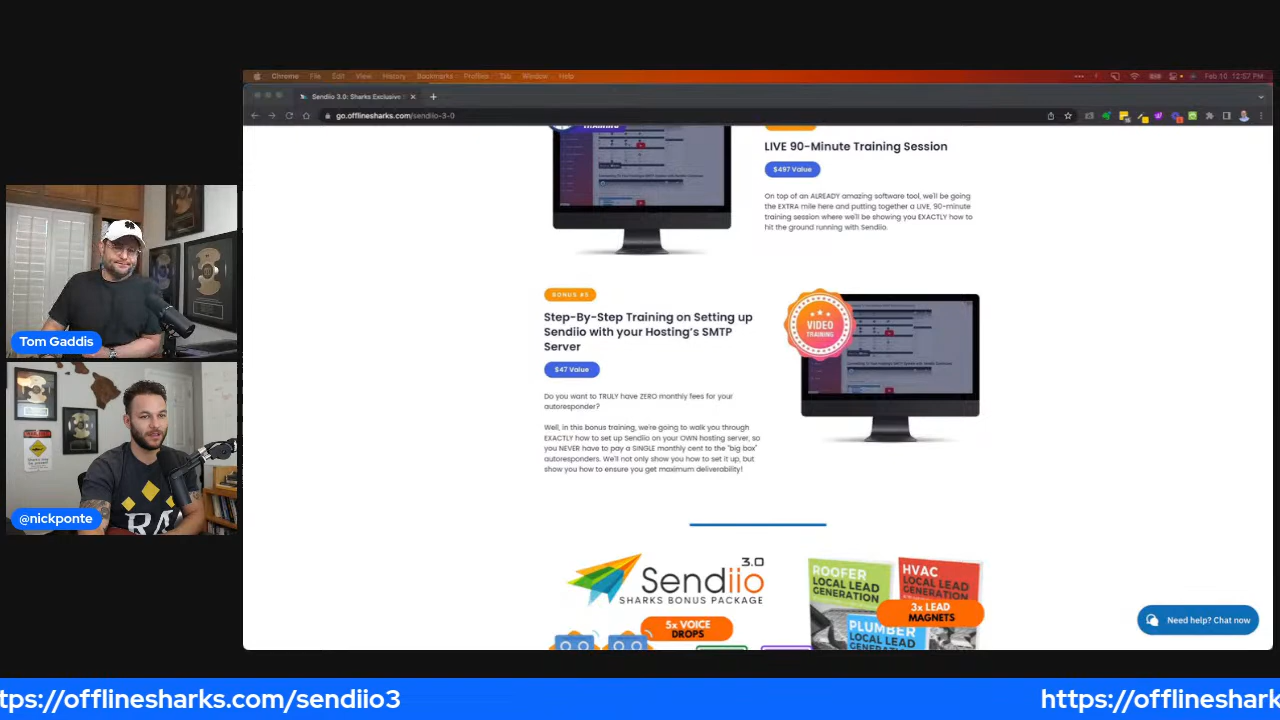 Chrome File Edit View History Bookmarks Profiles Tab Window Help
Feb 10 12:57 PM
Sendiio 3.0: Sharks Exclusive
go.offlinesharks.com/sendiio-3-0
TRAINING
LIVE 90-Minute Training Session
$497 Value
On top of an ALREADY amazing software tool, we'll be going
the EXTRA mile here and putting together a LIVE, 90-minute
training session where we'll be showing you EXACTLY how to
hit the ground running with Sendiio.
BONUS #3
Step-By-Step Training on Setting up
Sendiio with your Hosting's SMTP
Server
$47 Value
Do you want to TRULY have ZERO monthly fees for your
autoresponder?
Well, in this bonus training, we're going to walk you through
EXACTLY how to set up Sendiio on your OWN hosting server, so
you NEVER have to pay a SINGLE monthly cent to the "big box"
autoresponders. We'll not only show you how to set it up, but
show you how to ensure you get maximum deliverability!
VIDEO
TRAINING
Sendiio 3.0
SHARKS BONUS PACKAGE
5x VOICE
DROPS
ROOFER
LOCAL LEAD
GENERATION
HVAC
LOCAL LEAD
GENERATION
3x LEAD
MAGNETS
PLUMBER
LOCAL LEAD
Need help? Chat now
Tom Gaddis
@nickponte
tps://offlinesharks.com/sendiio3
https://offlineshark